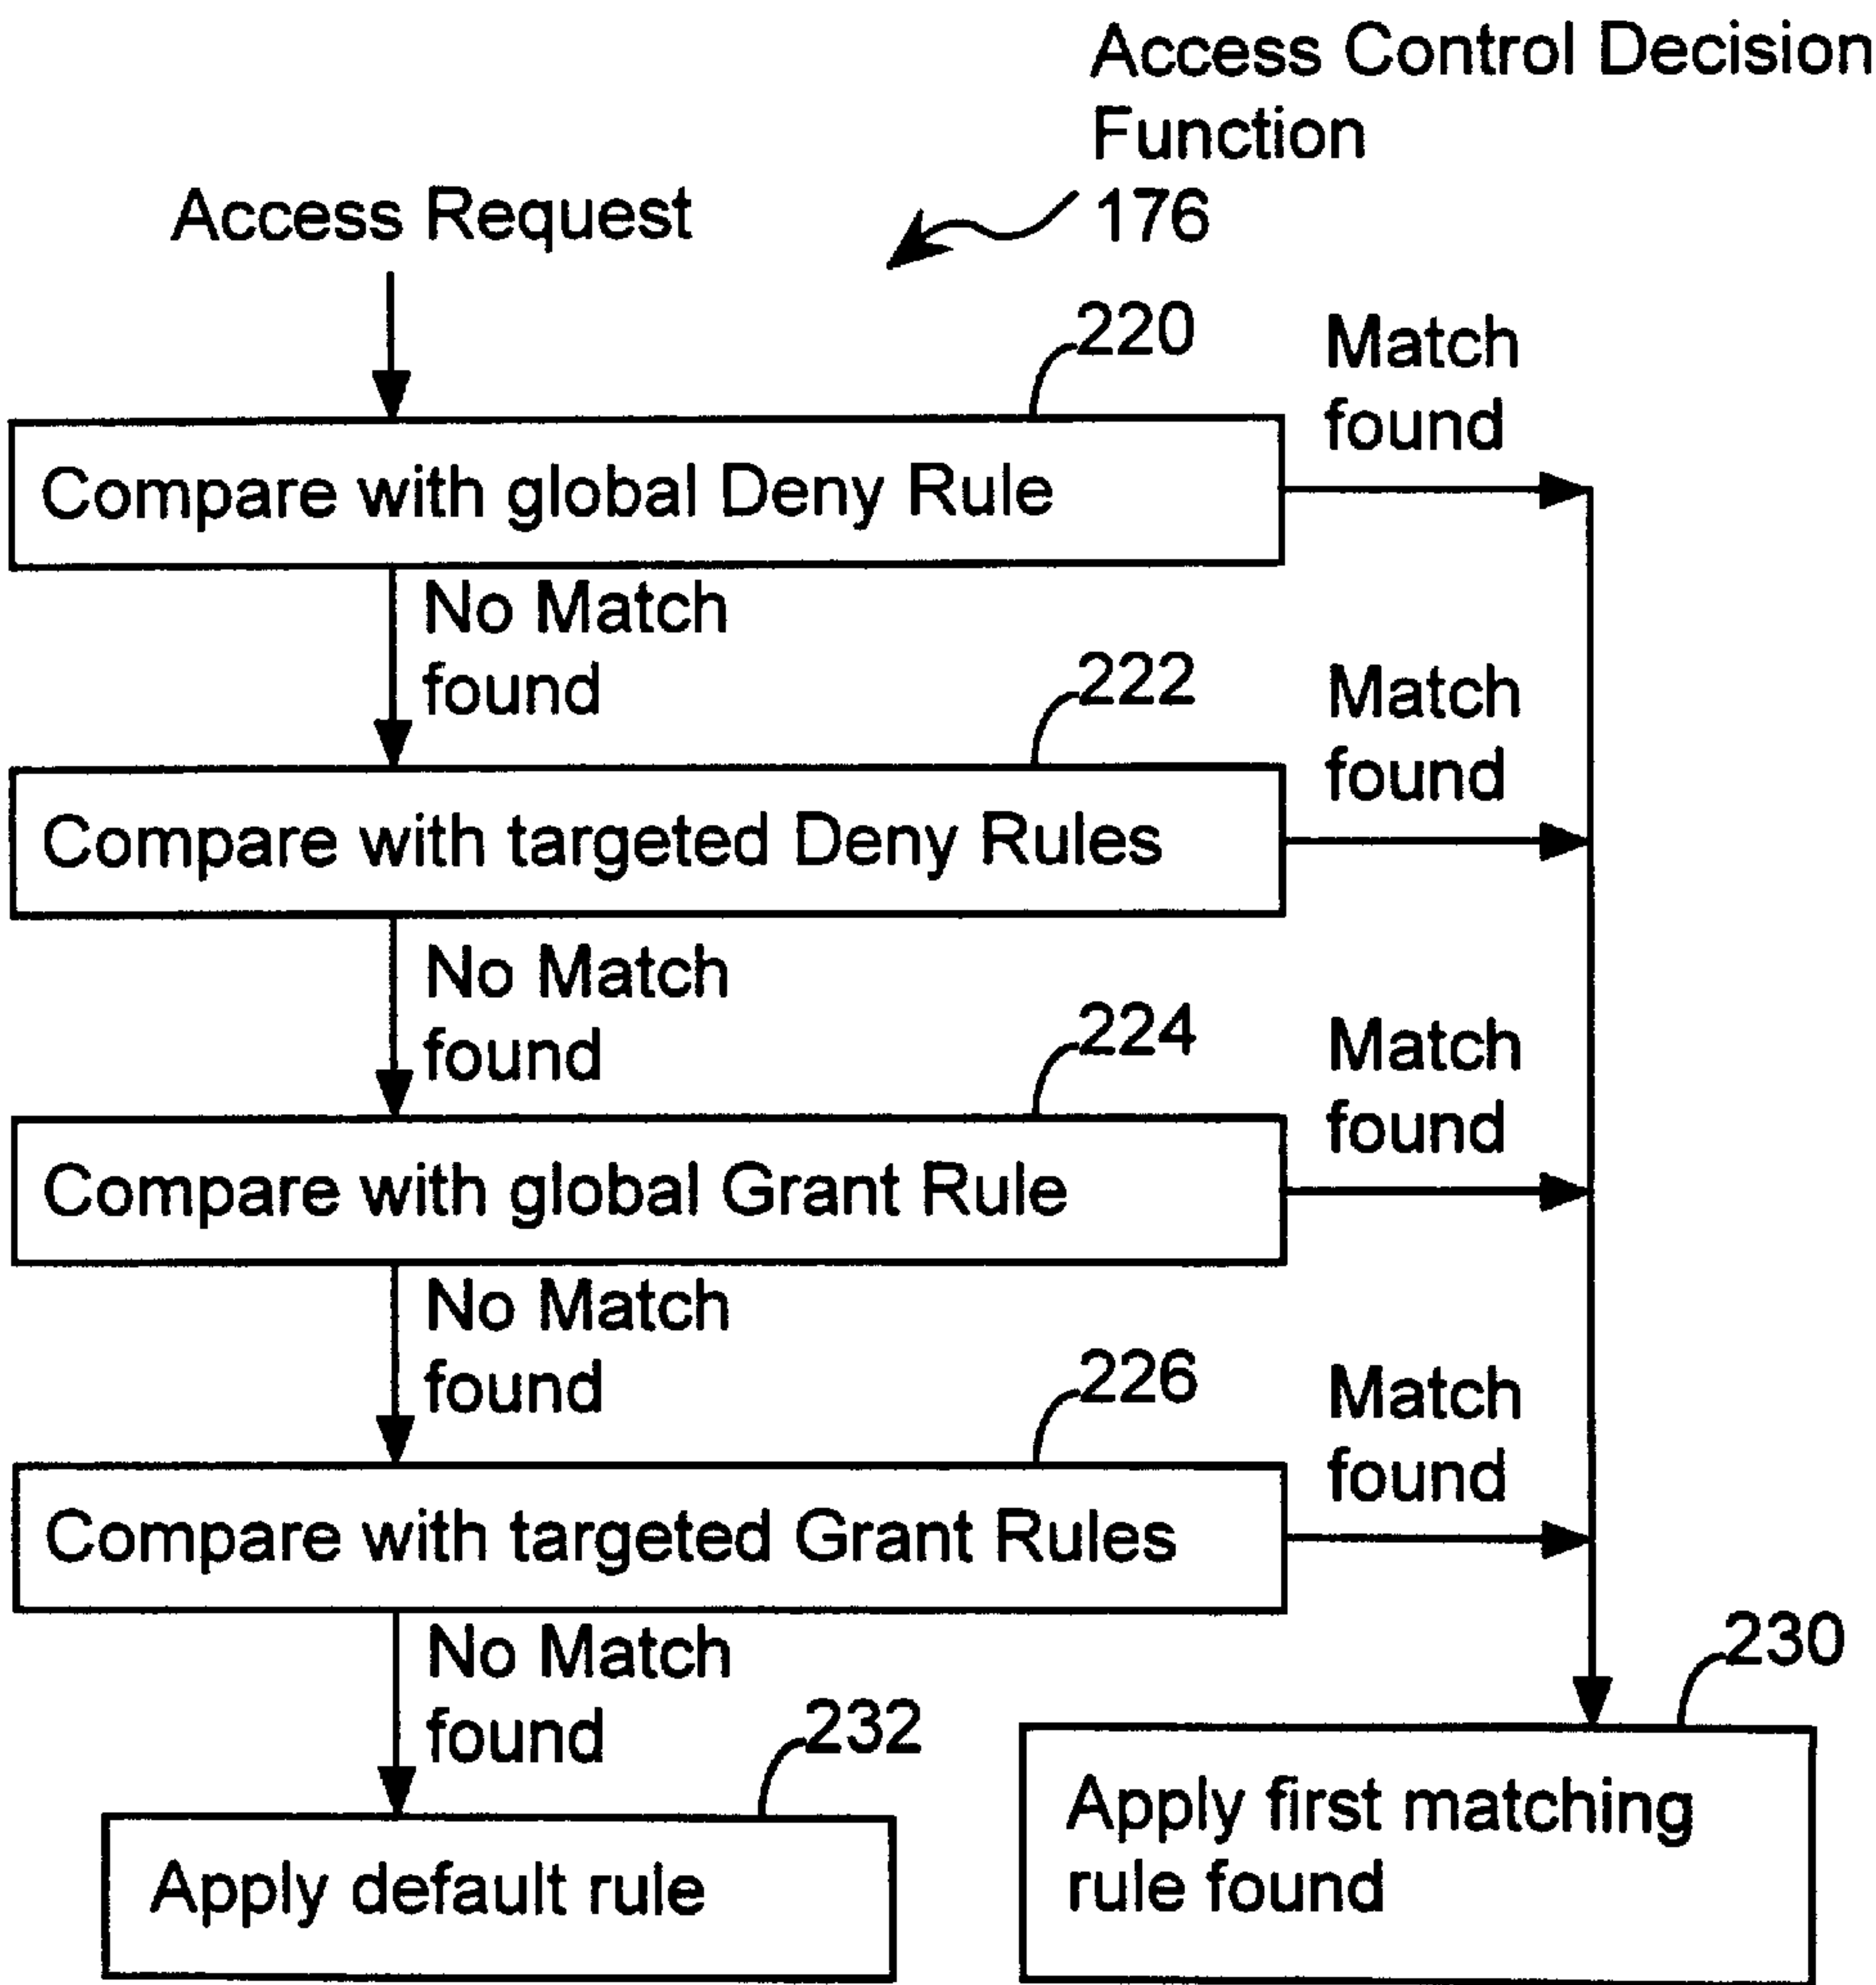 Access Control Decision
Function
176
Access Request
220
Match
found
Compare with global Deny Rule
No Match
found
222
Match
found
Compare with targeted Deny Rules
No Match
found
224
Match
found
Compare with global Grant Rule
No Match
found
226
Match
found
Compare with targeted Grant Rules
No Match
found
232
230
Apply default rule
Apply first matching
rule found